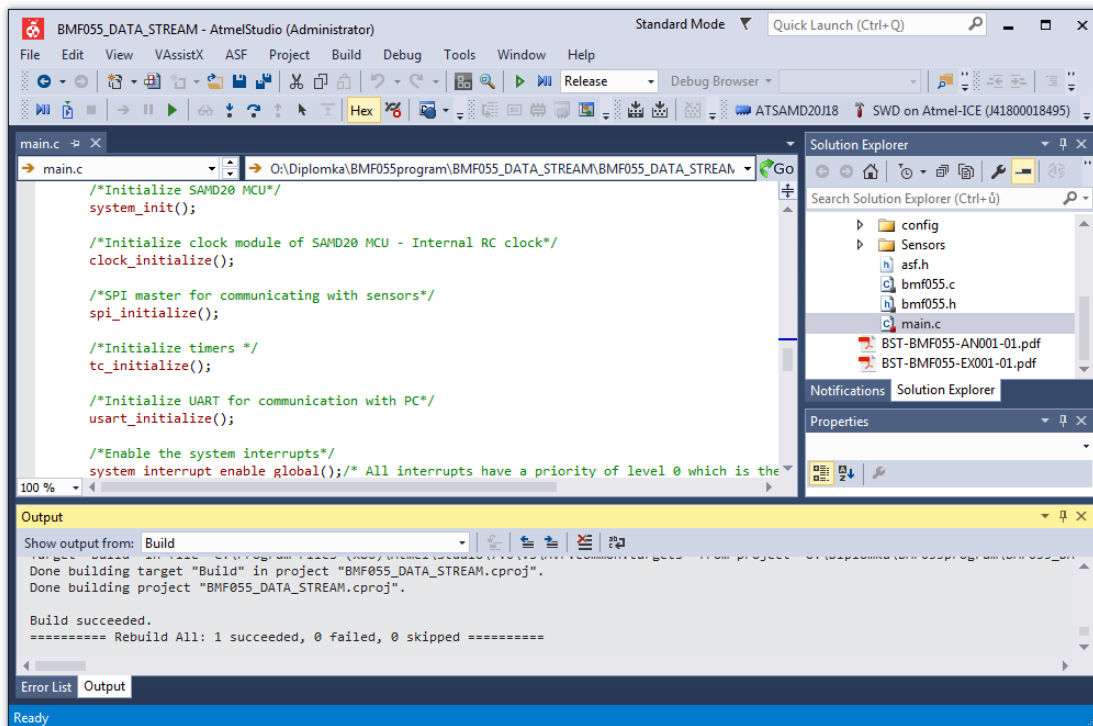 BMF055_DATA_STREAM - AtmelStudio (Administrator)
Standard Mode
Quick Launch (Ctrl+Q)
File Edit View VAssistX ASF Project Build Debug Tools Window Help
Release
Debug Browser
Hex
ATSAMD20J18
SWD on Atmel-ICE (J41800018495)
main.c
main.c
O:\Diplomka\BMF055program\BMF055_DATA_STREAM\BMF055_DATA_STREAM
Go
/*Initialize SAMD20 MCU*/
system_init();
/*Initialize clock module of SAMD20 MCU - Internal RC clock*/
clock_initialize();
/*SPI master for communicating with sensors*/
spi_initialize();
/*Initialize timers */
tc_initialize();
/*Initialize UART for communication with PC*/
usart_initialize();
/*Enable the system interrupts*/
system_interrupt_enable_global();/* All interrupts have a priority of level 0 which is the
100 %
Solution Explorer
Search Solution Explorer (Ctrl+ů)
config
Sensors
asf.h
bmf055.c
bmf055.h
main.c
BST-BMF055-AN001-01.pdf
BST-BMF055-EX001-01.pdf
Notifications Solution Explorer
Properties
Output
Show output from: Build
Done building target "Build" in project "BMF055_DATA_STREAM.cproj".
Done building project "BMF055_DATA_STREAM.cproj".
Build succeeded.
========== Rebuild All: 1 succeeded, 0 failed, 0 skipped ==========
Error List Output
Ready